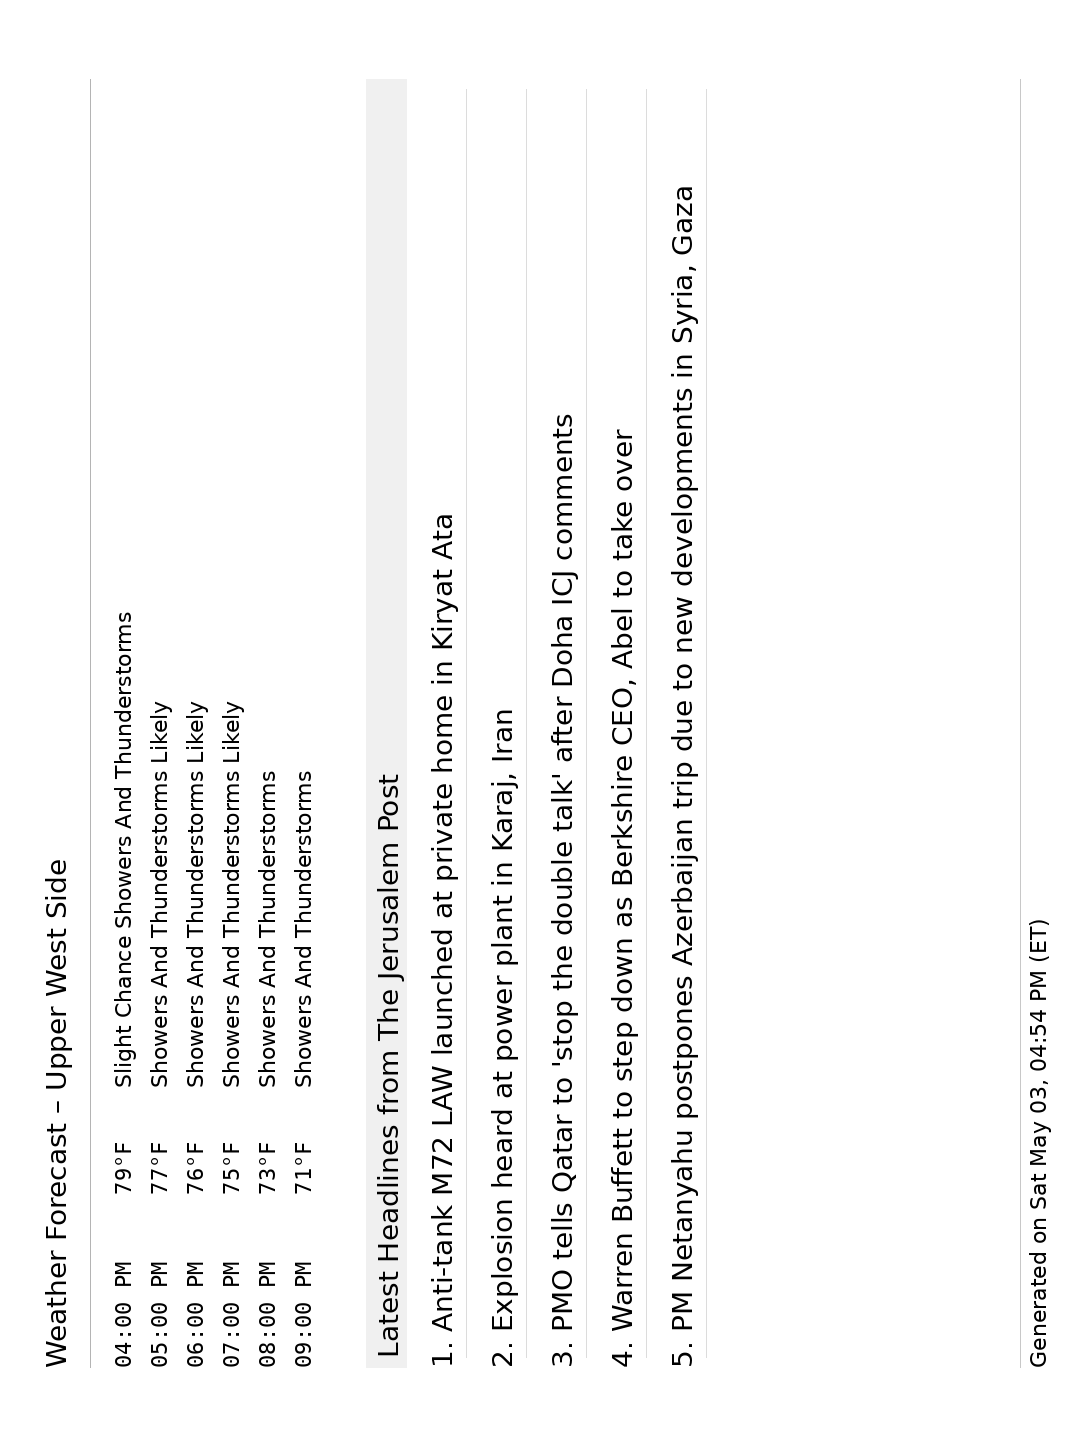 Weather Forecast – Upper West Side
04:00 PM 79°F Slight Chance Showers And Thunderstorms
05:00 PM 77°F Showers And Thunderstorms Likely
06:00 PM 76°F Showers And Thunderstorms Likely
07:00 PM 75°F Showers And Thunderstorms Likely
08:00 PM 73°F Showers And Thunderstorms
09:00 PM 71°F Showers And Thunderstorms
Latest Headlines from The Jerusalem Post
1. Anti-tank M72 LAW launched at private home in Kiryat Ata
2. Explosion heard at power plant in Karaj, Iran
3. PMO tells Qatar to 'stop the double talk' after Doha ICJ comments
4. Warren Buffett to step down as Berkshire CEO, Abel to take over
5. PM Netanyahu postpones Azerbaijan trip due to new developments in Syria, Gaza
Generated on Sat May 03, 04:54 PM (ET)